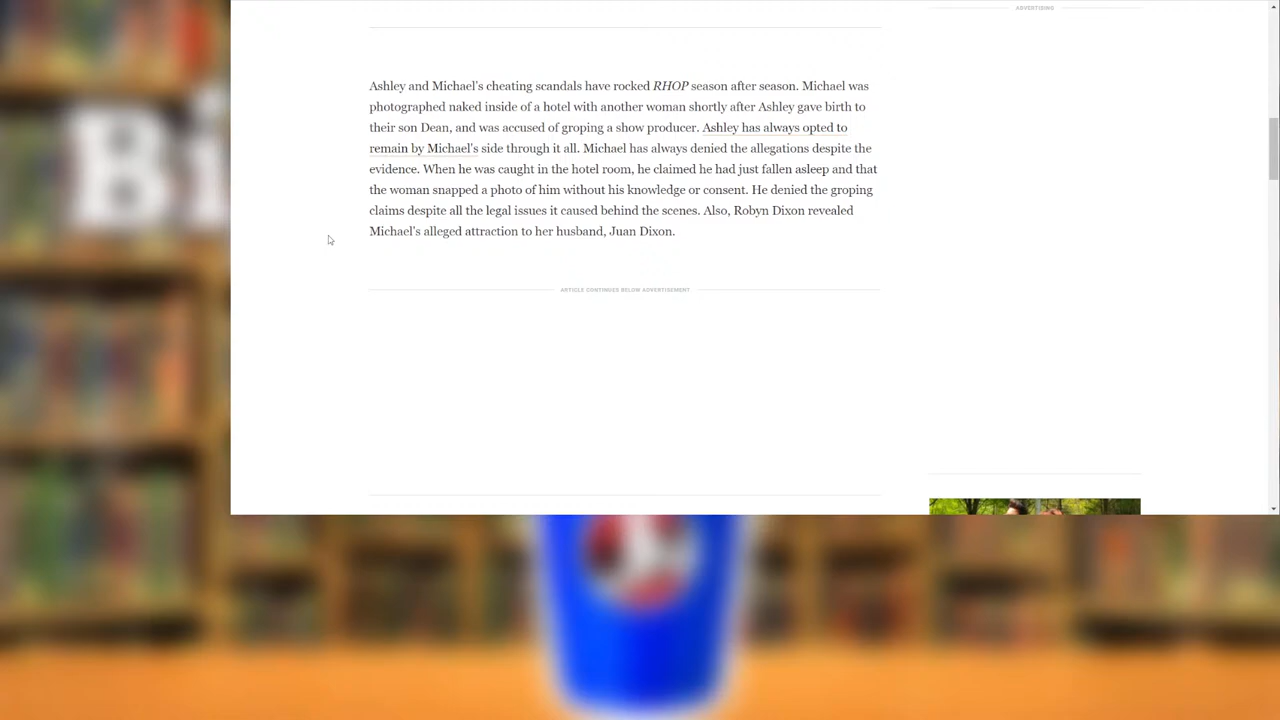 ADVERTISING
Ashley and Michael's cheating scandals have rocked RHOP season after season. Michael was
photographed naked inside of a hotel with another woman shortly after Ashley gave birth to
their son Dean, and was accused of groping a show producer. Ashley has always opted to
remain by Michael's side through it all. Michael has always denied the allegations despite the
evidence. When he was caught in the hotel room, he claimed he had just fallen asleep and that
the woman snapped a photo of him without his knowledge or consent. He denied the groping
claims despite all the legal issues it caused behind the scenes. Also, Robyn Dixon revealed
Michael's alleged attraction to her husband, Juan Dixon.
ARTICLE CONTINUES BELOW ADVERTISEMENT
Bi